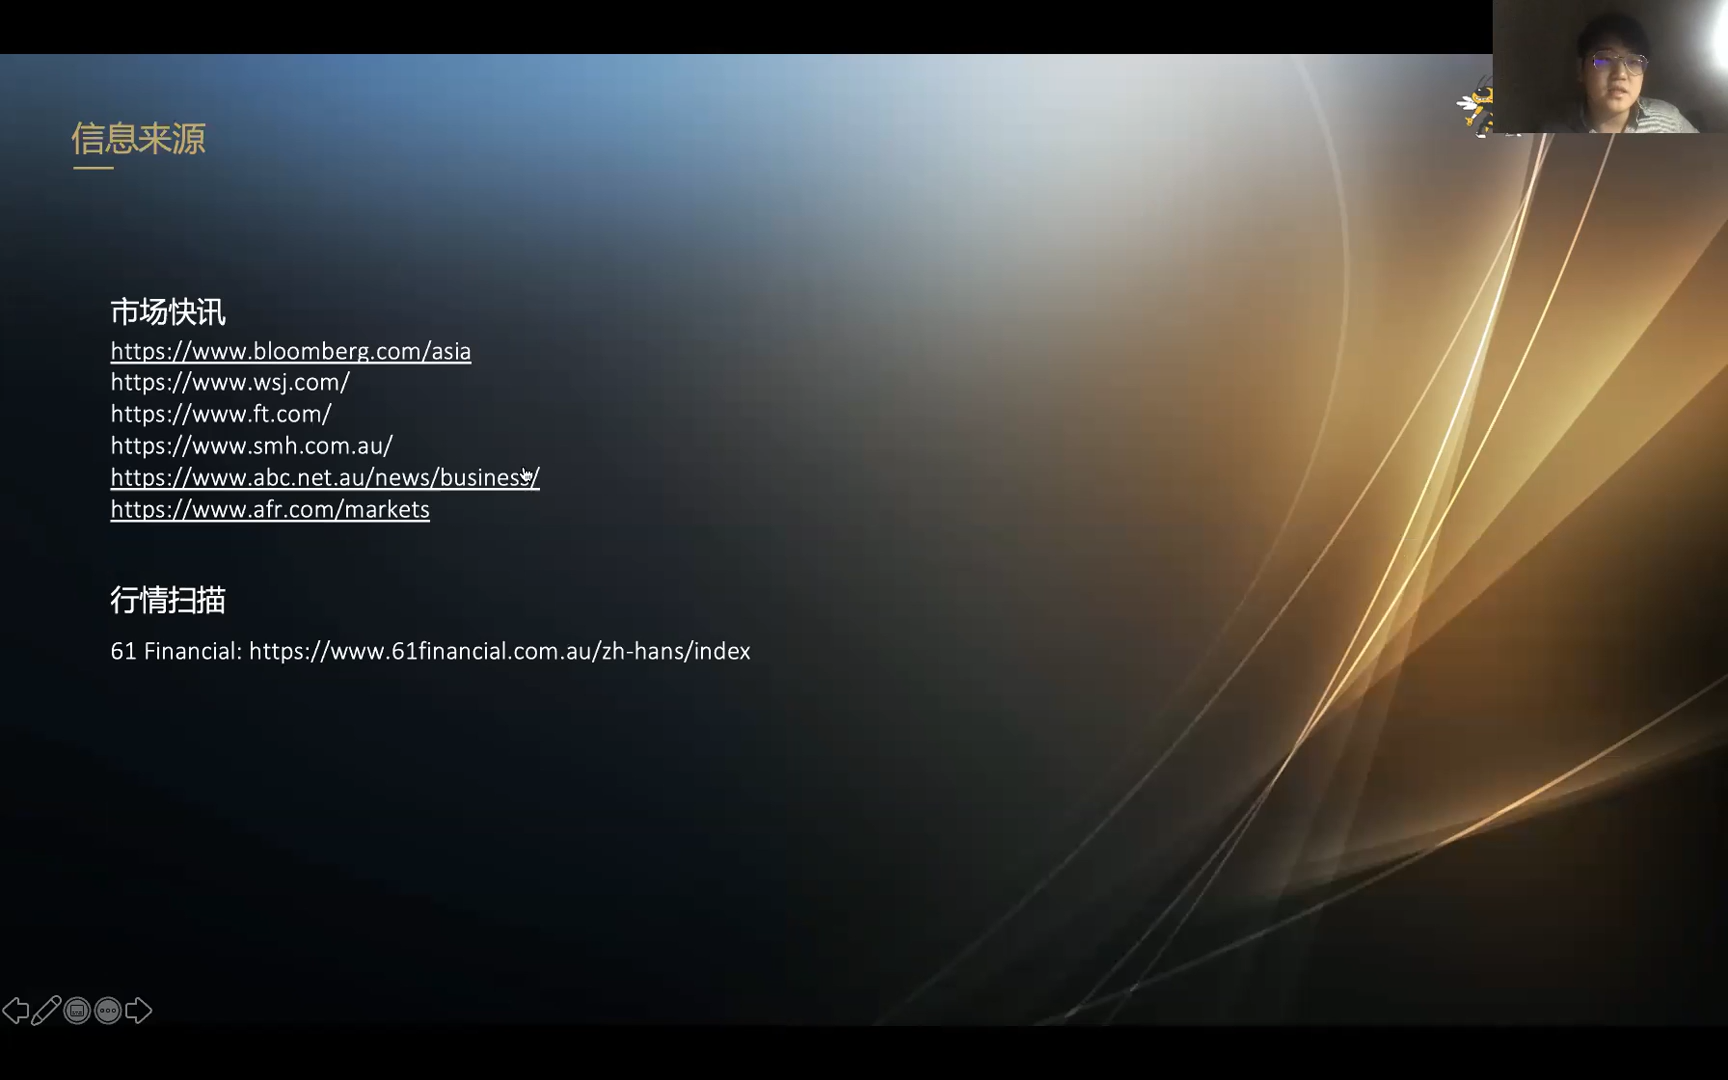 信息来源
市场快讯
https://www.bloomberg.com/asia
https://www.wsj.com/
https://www.ft.com/
https://www.smh.com.au/
https://www.abc.net.au/news/business/
https://www.afr.com/markets
行情扫描
61 Financial: https://www.61financial.com.au/zh-hans/index